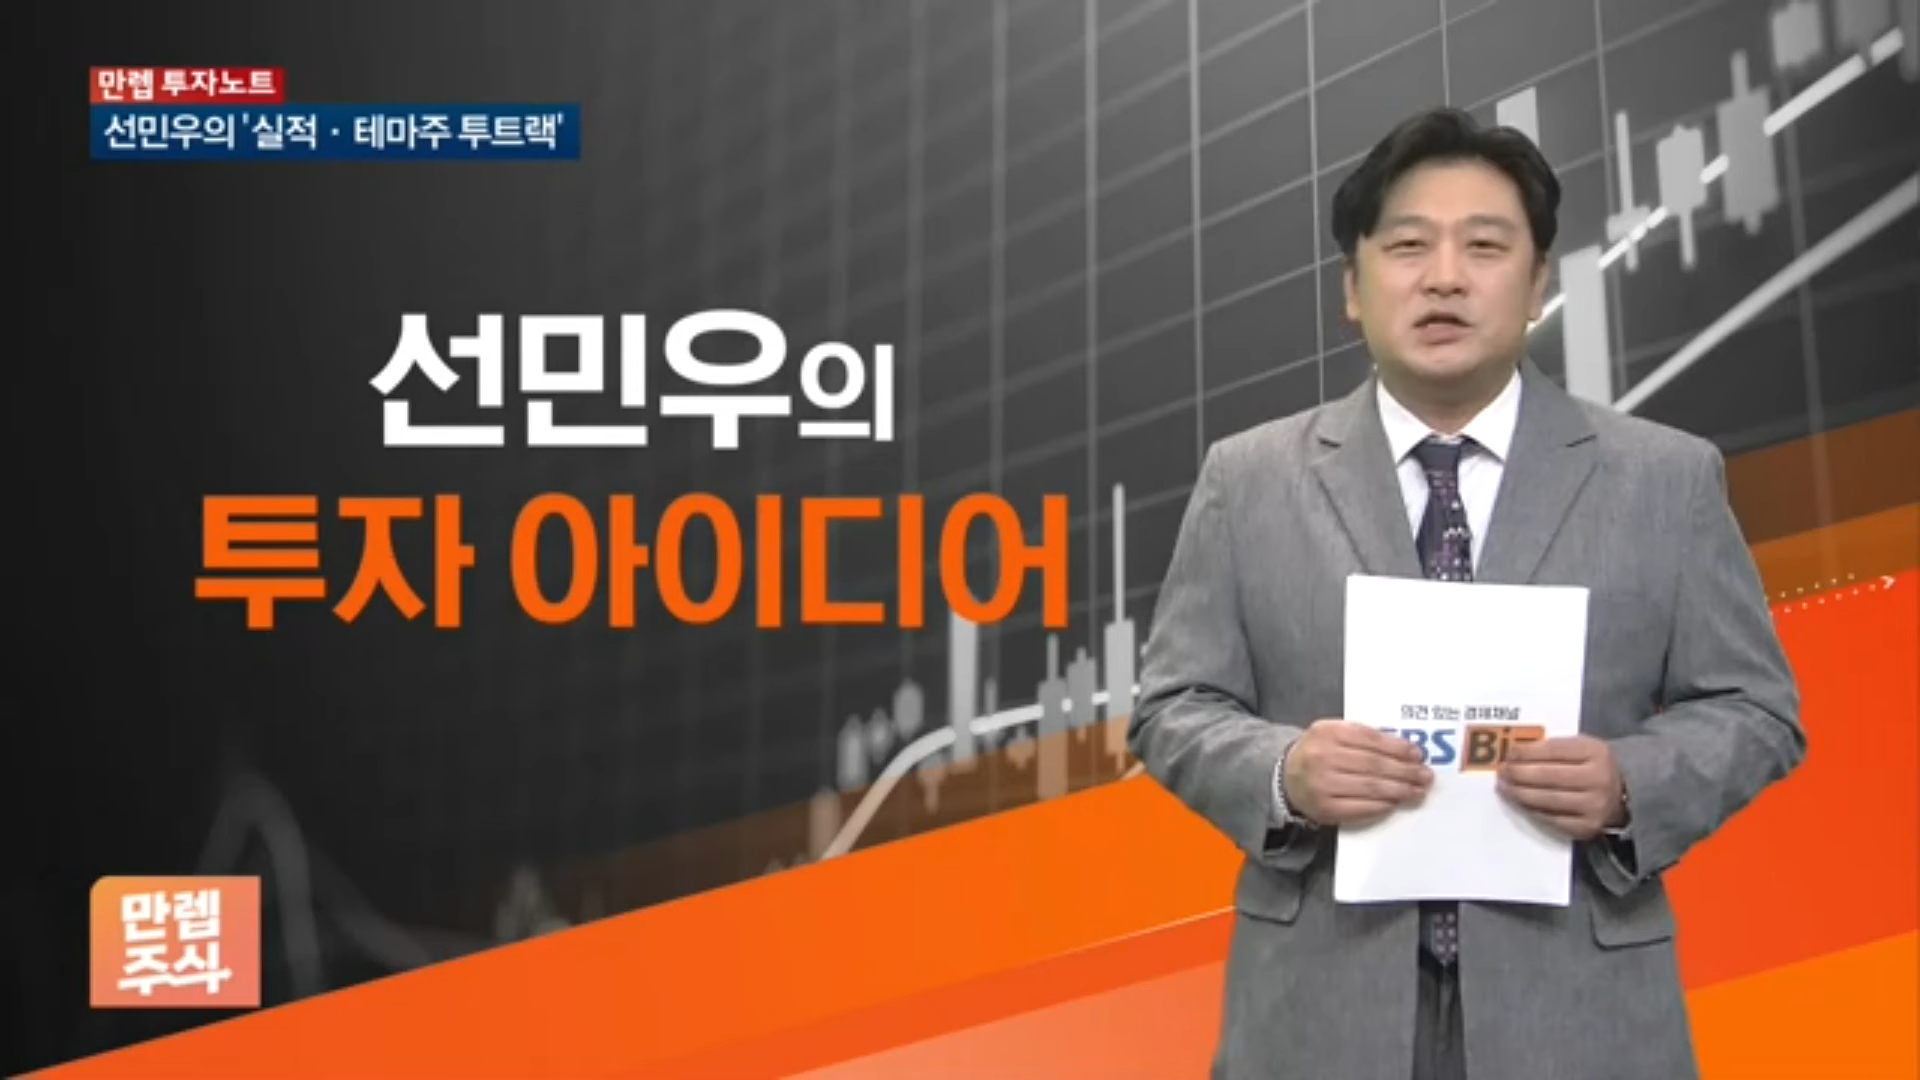 만렙 투자노트
선민우의 '실적 · 테마주 투트랙'
선민우의
투자 아이디어
의견 있는 경제채널
SBS Biz
만렙
주식